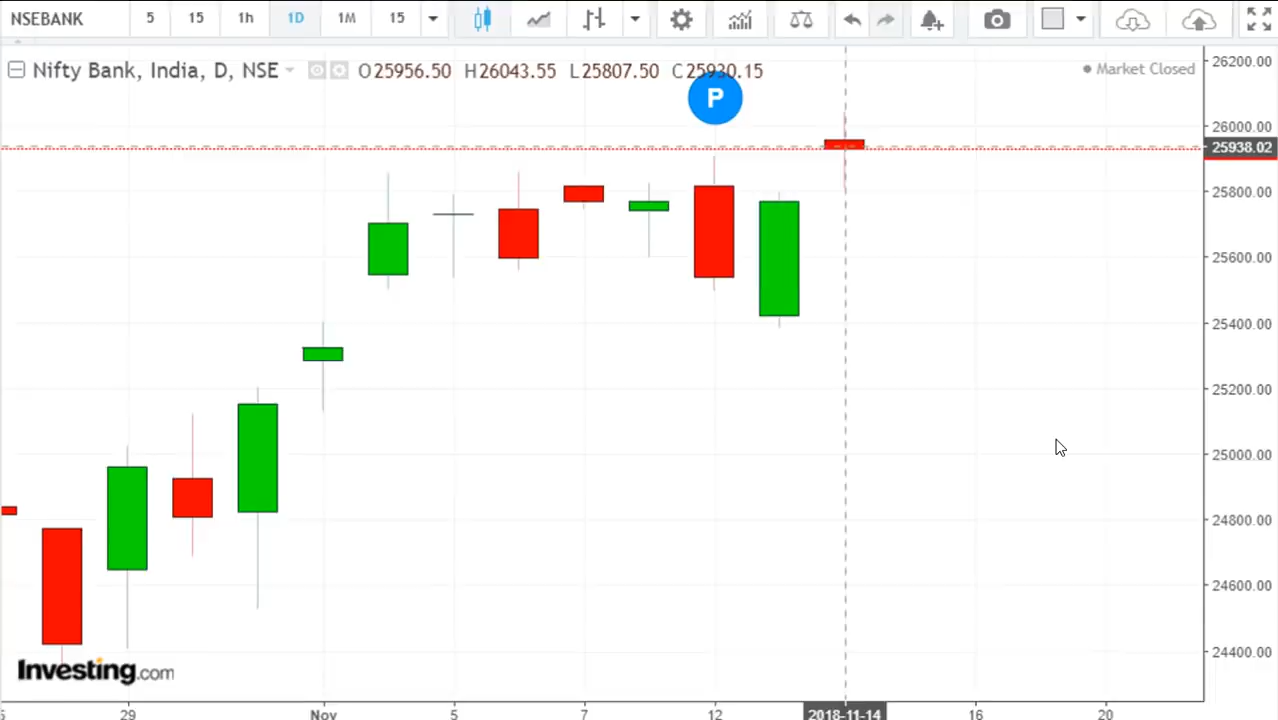 NSEBANK 5 15 1h 1D 1M 15
Nifty Bank, India, D, NSE O25956.50 H26043.55 L25807.50 C25930.15
Market Closed
P
26200.00
26000.00
25938.02
25800.00
25600.00
25400.00
25200.00
25000.00
24800.00
24600.00
24400.00
Investing.com
29 Nov 5 7 12 2018-11-14 16 20